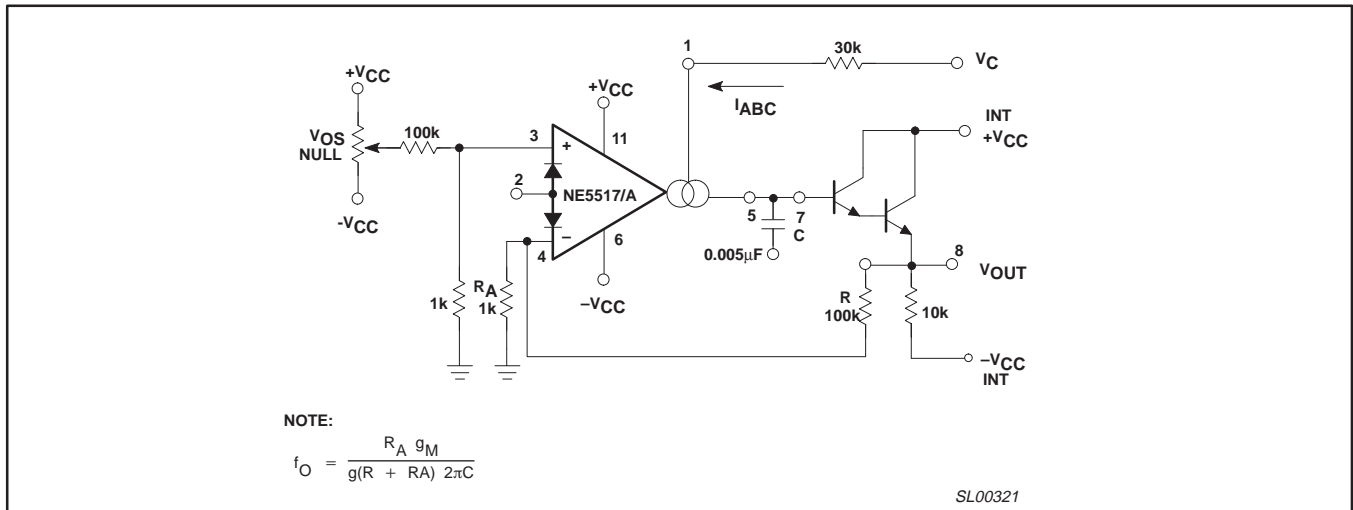 1
30k
VC
+VCC
+VCC
IABC
INT
+VCC
VOS
NULL
100k
3
+
11
2
NE5517/A
-VCC
–
4
6
5
7
C
0.005µF
8
VOUT
1k
RA
1k
–VCC
R
100k
10k
–VCC
INT
NOTE:
fO = RA gM
g(R + RA) 2πC
SL00321